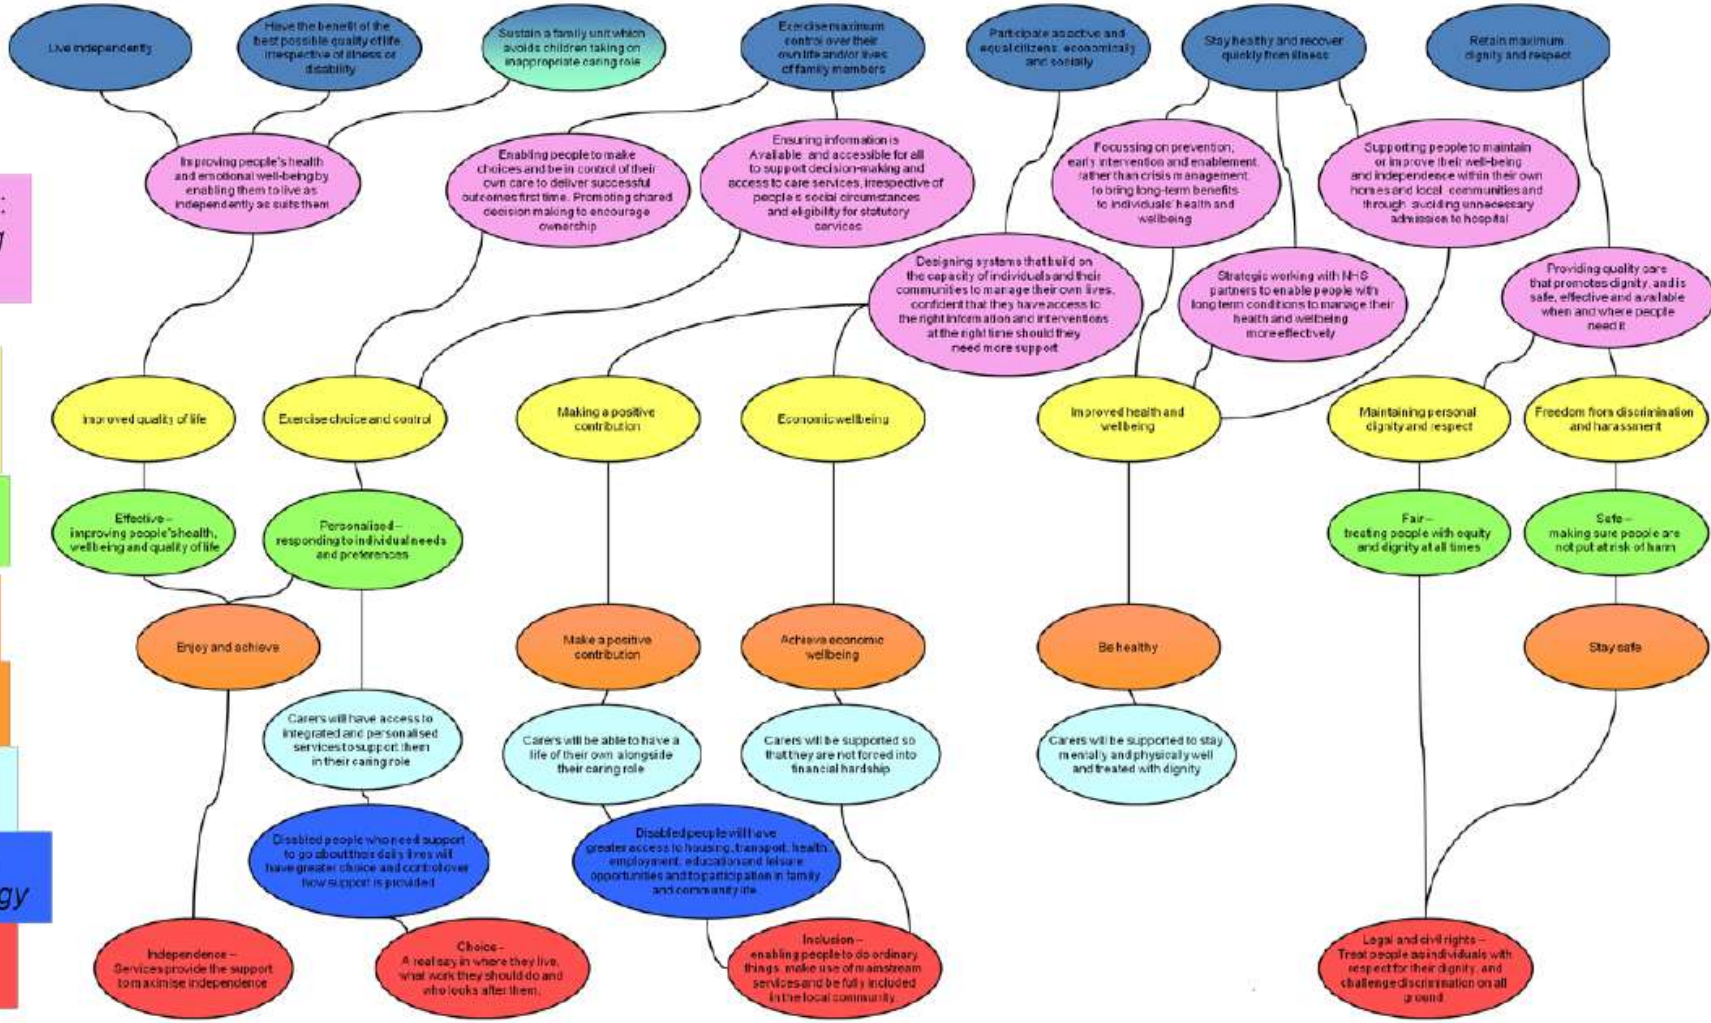 Live independently
Have the benefit of the
best possible quality of life,
irrespective of illness or
disability
Sustain a family unit which
avoids children taking on
inappropriate caring role
Exercise maximum
control over their
own life and/or lives
of family members
Participate as active and
equal citizens, economically
and socially
Stay healthy and recover
quickly from illness
Retain maximum
dignity and respect
Improving people's health
and emotional well-being by
enabling them to live as
independently as suits them
Enabling people to make
choices and be in control of their
own care to deliver successful
outcomes first time. Promoting shared
decision making to encourage
ownership
Ensuring information is
Available and accessible for all
to support decision-making and
access to care services, irrespective of
people's social circumstances
and eligibility for statutory
services
Focussing on prevention,
early intervention and enablement,
rather than crisis management,
to bring long-term benefits
to individuals' health and
wellbeing
Supporting people to maintain
or improve their well-being
and independence within their own
homes and local communities and
through avoiding unnecessary
admission to hospital
:
g
Designing systems that build on
the capacity of individuals and their
communities to manage their own lives,
confident that they have access to
the right information and interventions
at the right time should they
need more support
Strategic working with NHS
partners to enable people with
long term conditions to manage their
health and wellbeing
more effectively
Providing quality care
that promotes dignity, and is
safe, effective and available
when and where people
need it
Improved quality of life
Exercise choice and control
Making a positive
contribution
Economic wellbeing
Improved health and
wellbeing
Maintaining personal
dignity and respect
Freedom from discrimination
and harassment
Effective –
improving people's health,
wellbeing and quality of life
Personalised –
responding to individual needs
and preferences
Fair –
treating people with equity
and dignity at all times
Safe –
making sure people are
not put at risk of harm
Enjoy and achieve
Make a positive
contribution
Achieve economic
wellbeing
Be healthy
Stay safe
Carers will have access to
integrated and personalised
services to support them
in their caring role
Carers will be able to have a
life of their own alongside
their caring role
Carers will be supported so
that they are not forced into
financial hardship
Carers will be supported to stay
mentally and physically well
and treated with dignity
Disabled people who need support
to go about their daily lives will
have greater choice and control over
how support is provided
Disabled people will have
greater access to housing, transport, health,
employment, education and leisure
opportunities and to participation in family
and community life
gy
Independence –
Services provide the support
to maximise independence
Choice -
A real say in where they live,
what work they should do and
who looks after them.
Inclusion –
enabling people to do ordinary
things, make use of mainstream
services and be fully included
in the local community.
Legal and civil rights –
Treat people as individuals with
respect for their dignity, and
challenge discrimination on all
ground